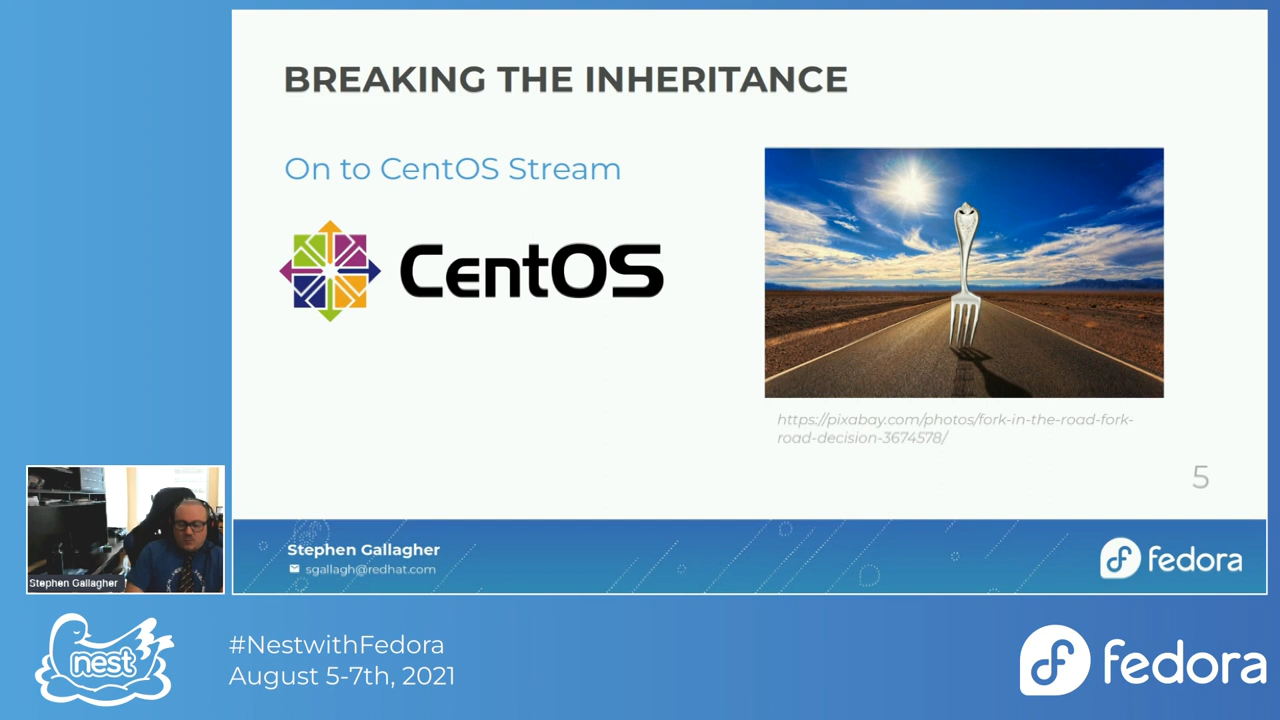 BREAKING THE INHERITANCE
On to CentOS Stream
CentOS
https://pixabay.com/photos/fork-in-the-road-fork-
road-decision-3674578/
5
Stephen Gallagher
sgallagh@redhat.com
fedora
Stephen Gallagher
nest
#NestwithFedora
August 5-7th, 2021
fedora